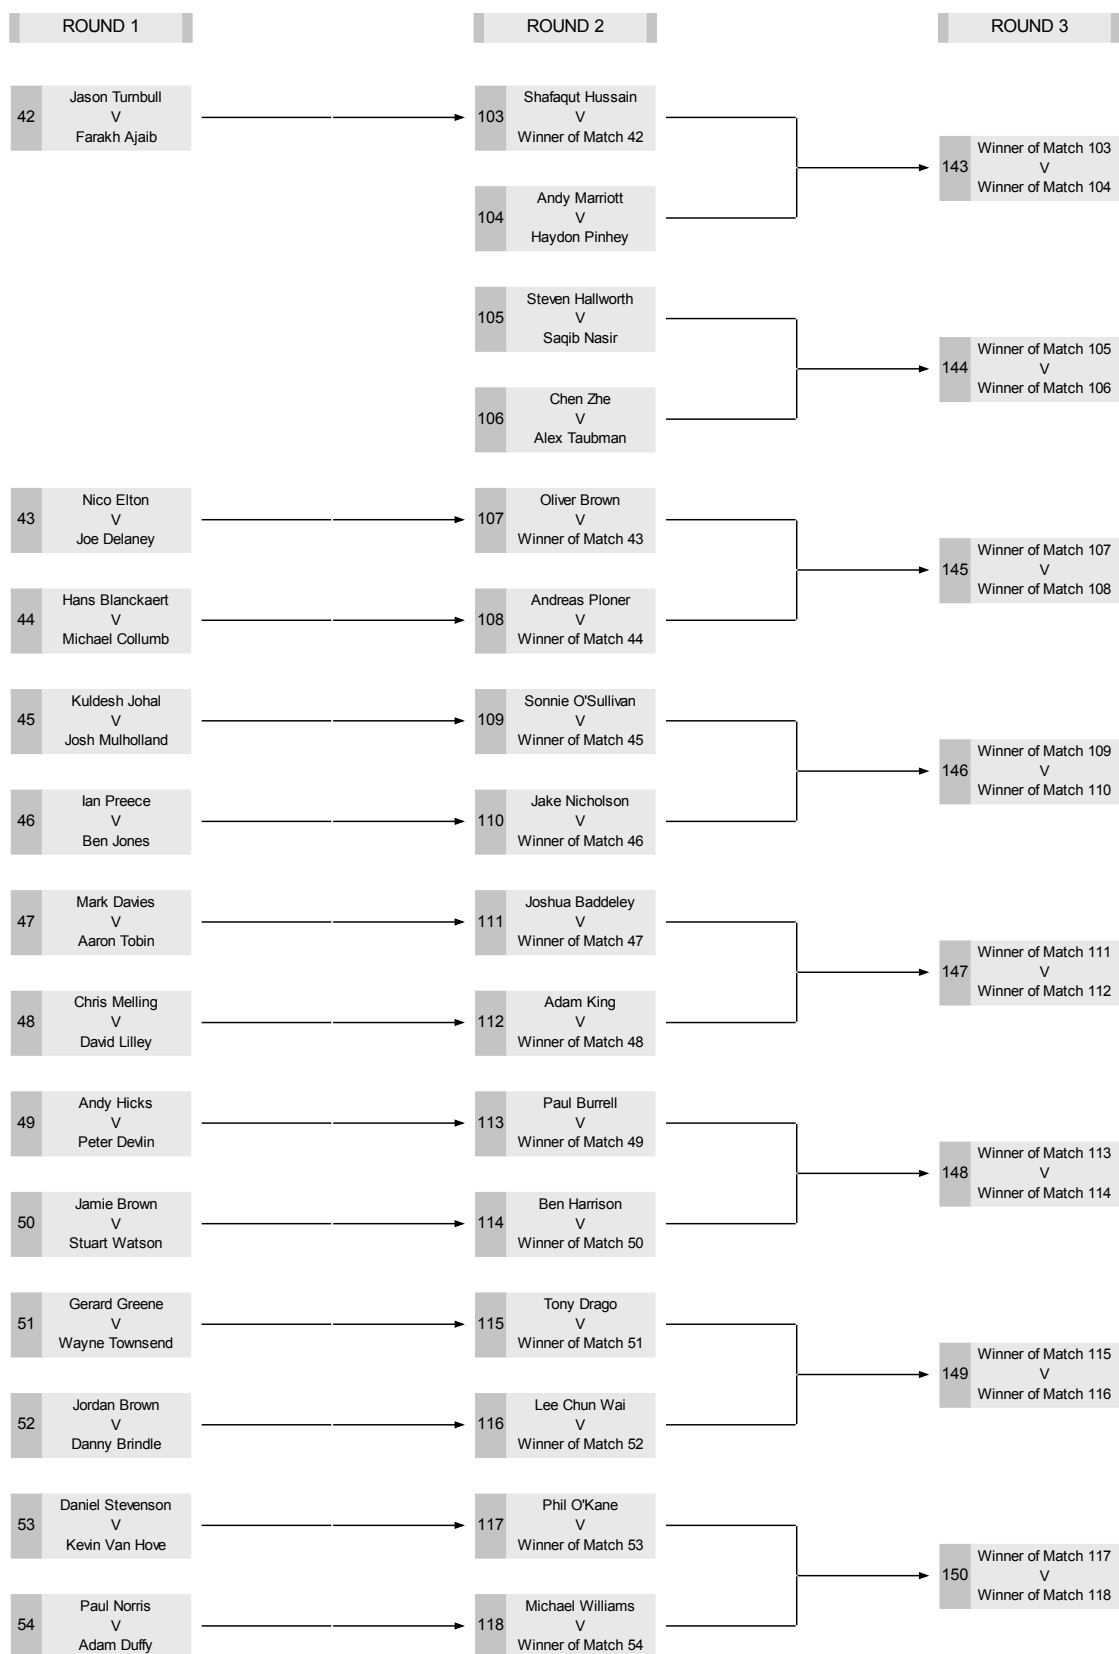 ROUND 1
ROUND 2
ROUND 3
42
Jason Turnbull
V
Farakh Ajaib
103
Shafaqut Hussain
V
Winner of Match 42
143
Winner of Match 103
V
Winner of Match 104
104
Andy Marriott
V
Haydon Pinhey
105
Steven Hallworth
V
Saqib Nasir
144
Winner of Match 105
V
Winner of Match 106
106
Chen Zhe
V
Alex Taubman
43
Nico Elton
V
Joe Delaney
107
Oliver Brown
V
Winner of Match 43
145
Winner of Match 107
V
Winner of Match 108
44
Hans Blanckaert
V
Michael Collumb
108
Andreas Ploner
V
Winner of Match 44
45
Kuldesh Johal
V
Josh Mulholland
109
Sonnie O'Sullivan
V
Winner of Match 45
146
Winner of Match 109
V
Winner of Match 110
46
Ian Preece
V
Ben Jones
110
Jake Nicholson
V
Winner of Match 46
47
Mark Davies
V
Aaron Tobin
111
Joshua Baddeley
V
Winner of Match 47
147
Winner of Match 111
V
Winner of Match 112
48
Chris Melling
V
David Lilley
112
Adam King
V
Winner of Match 48
49
Andy Hicks
V
Peter Devlin
113
Paul Burrell
V
Winner of Match 49
148
Winner of Match 113
V
Winner of Match 114
50
Jamie Brown
V
Stuart Watson
114
Ben Harrison
V
Winner of Match 50
51
Gerard Greene
V
Wayne Townsend
115
Tony Drago
V
Winner of Match 51
149
Winner of Match 115
V
Winner of Match 116
52
Jordan Brown
V
Danny Brindle
116
Lee Chun Wai
V
Winner of Match 52
53
Daniel Stevenson
V
Kevin Van Hove
117
Phil O'Kane
V
Winner of Match 53
150
Winner of Match 117
V
Winner of Match 118
54
Paul Norris
V
Adam Duffy
118
Michael Williams
V
Winner of Match 54